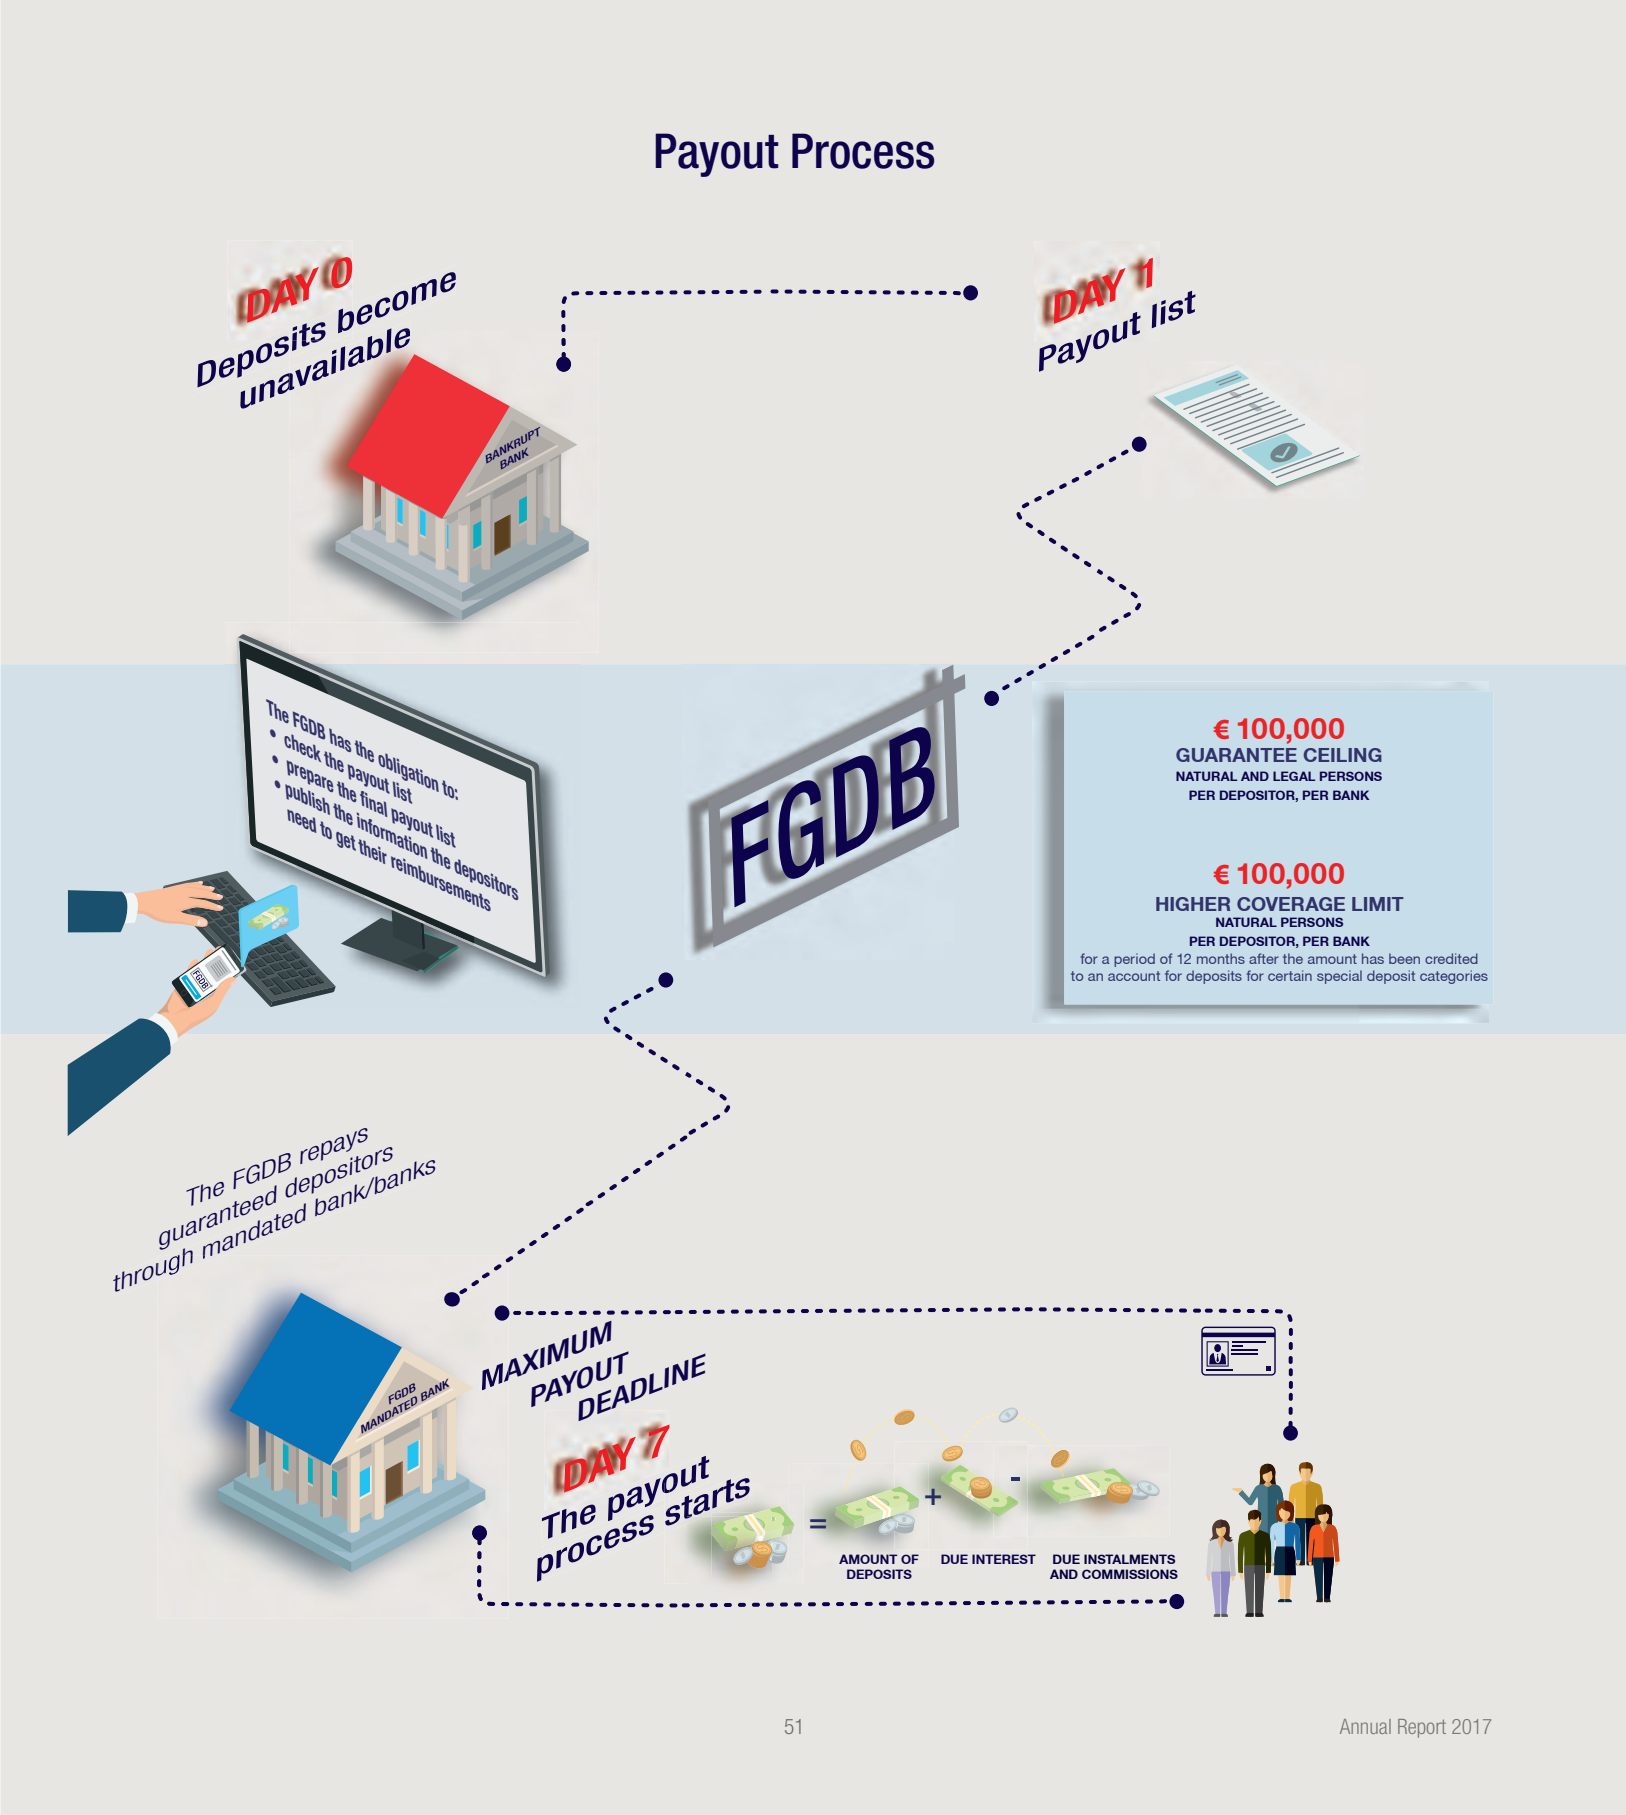 Payout Process
DAY 0
Deposits become
unavailable
BANKRUPT
BANK
DAY 1
Payout list
The FGDB has the obligation to:
• check the payout list
• prepare the final payout list
• publish the information the depositors
need to get their reimbursements
FGDB
FGDB
€ 100,000
GUARANTEE CEILING
NATURAL AND LEGAL PERSONS
PER DEPOSITOR, PER BANK
€ 100,000
HIGHER COVERAGE LIMIT
NATURAL PERSONS
PER DEPOSITOR, PER BANK
for a period of 12 months after the amount has been credited
to an account for deposits for certain special deposit categories
The FGDB repays
guaranteed depositors
through mandated bank/banks
FGDB
MANDATED BANK
MAXIMUM
PAYOUT
DEADLINE
DAY 7
The payout
process starts
= + -
AMOUNT OF
DEPOSITS
DUE INTEREST
DUE INSTALMENTS
AND COMMISSIONS
51
Annual Report 2017